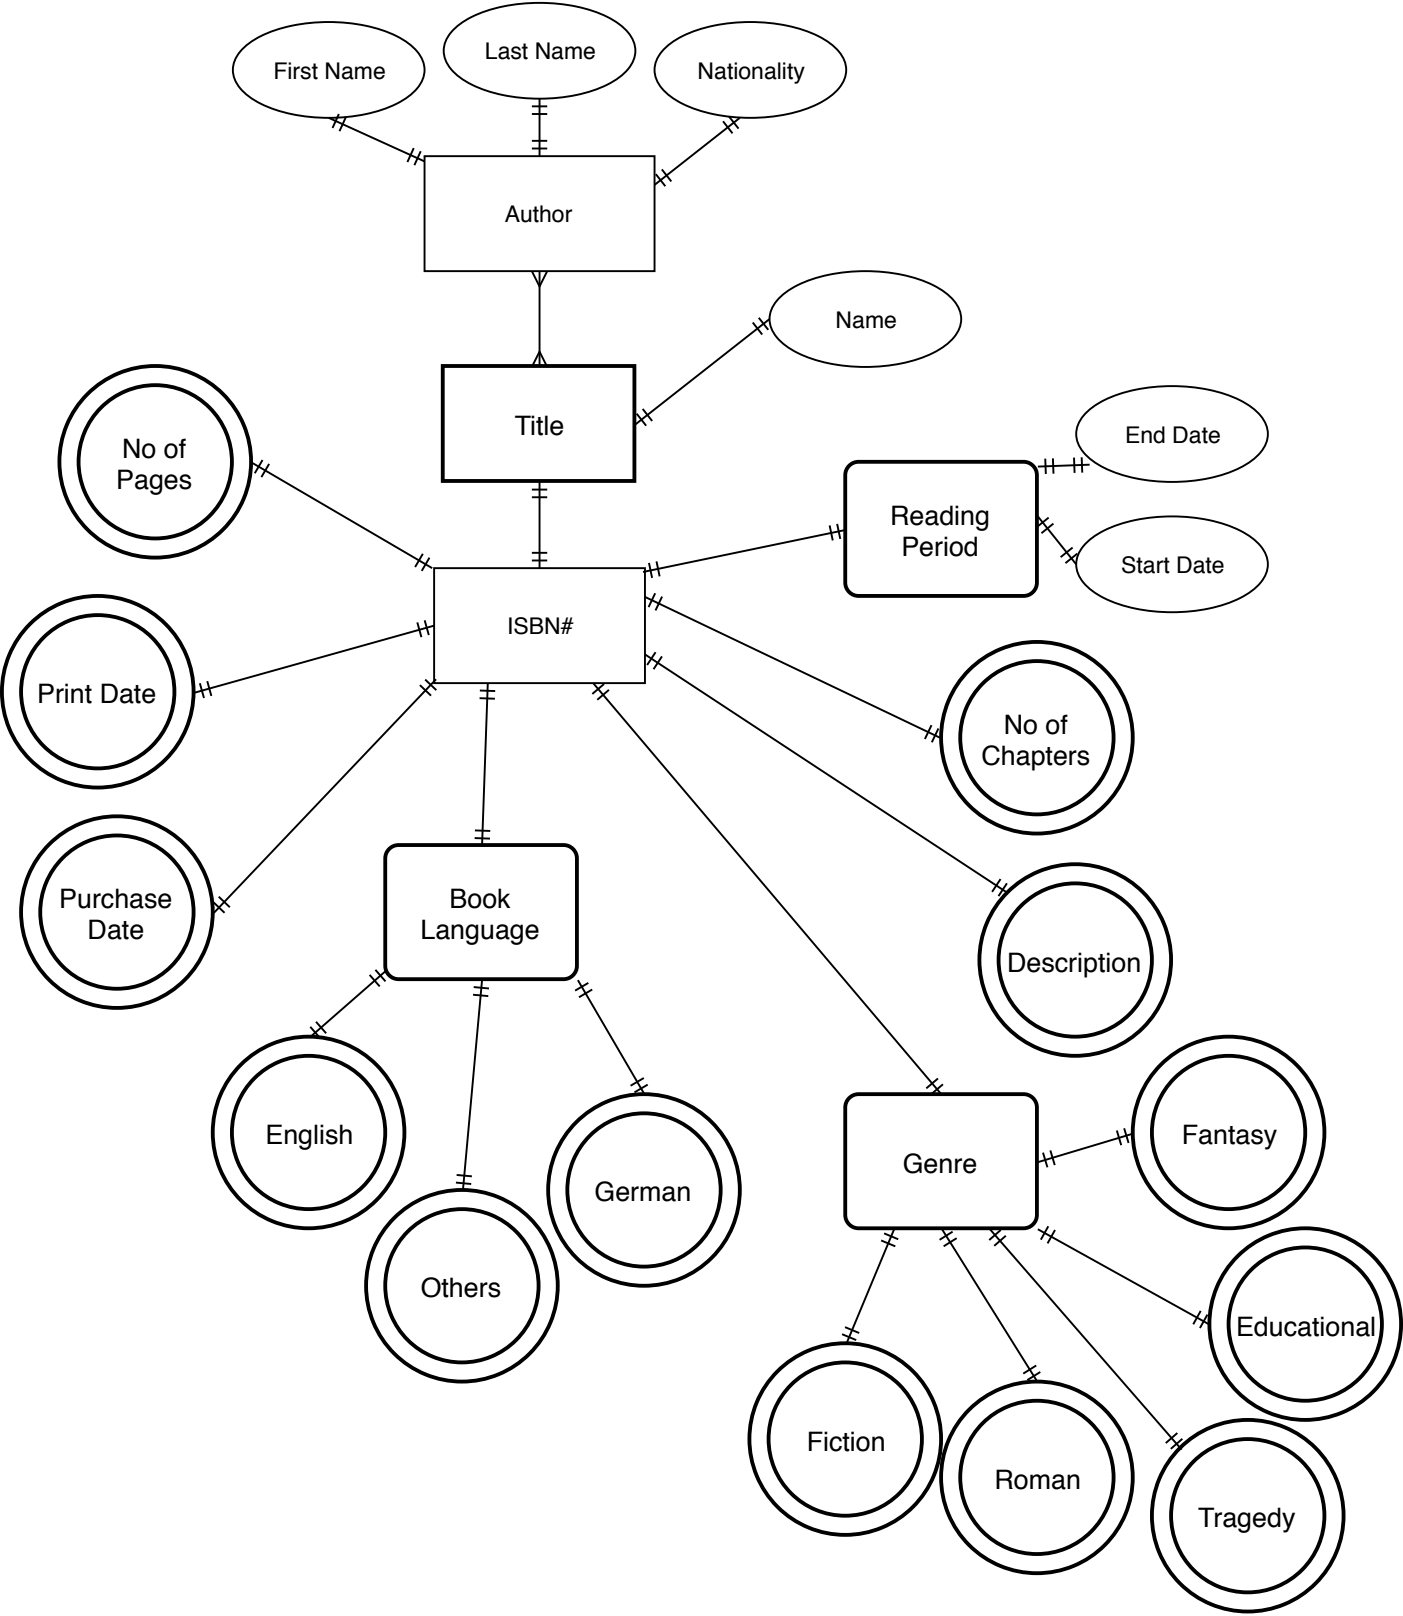 Last Name
First Name
Nationality
Author
Name
Title
End Date
No of
Pages
Reading
Period
Start Date
ISBN#
Print Date
No of
Chapters
Purchase
Date
Book
Language
Description
English
Fantasy
Genre
German
Others
Educational
Fiction
Roman
Tragedy